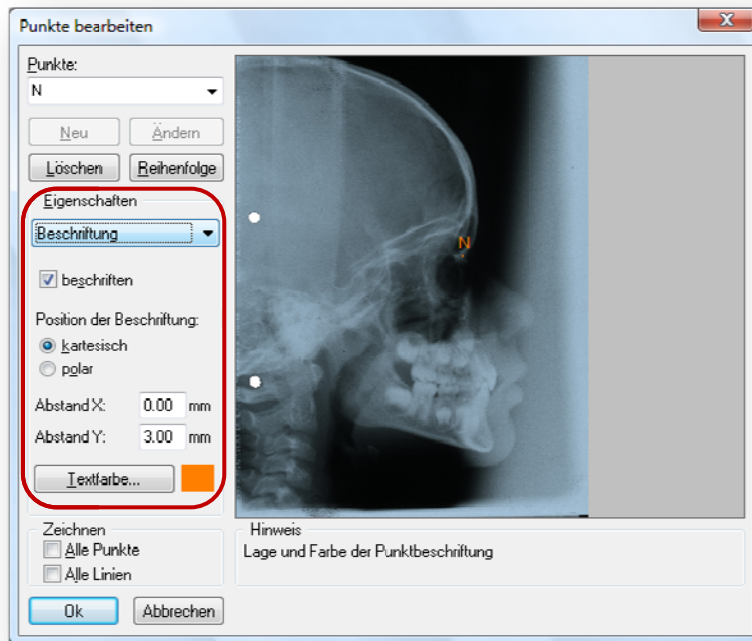 Punkte bearbeiten
Punkte:
N
Neu
Ändern
Löschen
Reihenfolge
Eigenschaften
Beschriftung
beschriften
Position der Beschriftung:
kartesisch
polar
Abstand X: 0.00 mm
Abstand Y: 3.00 mm
Textfarbe...
N
Zeichnen
Alle Punkte
Alle Linien
Hinweis
Lage und Farbe der Punktbeschriftung
Ok
Abbrechen